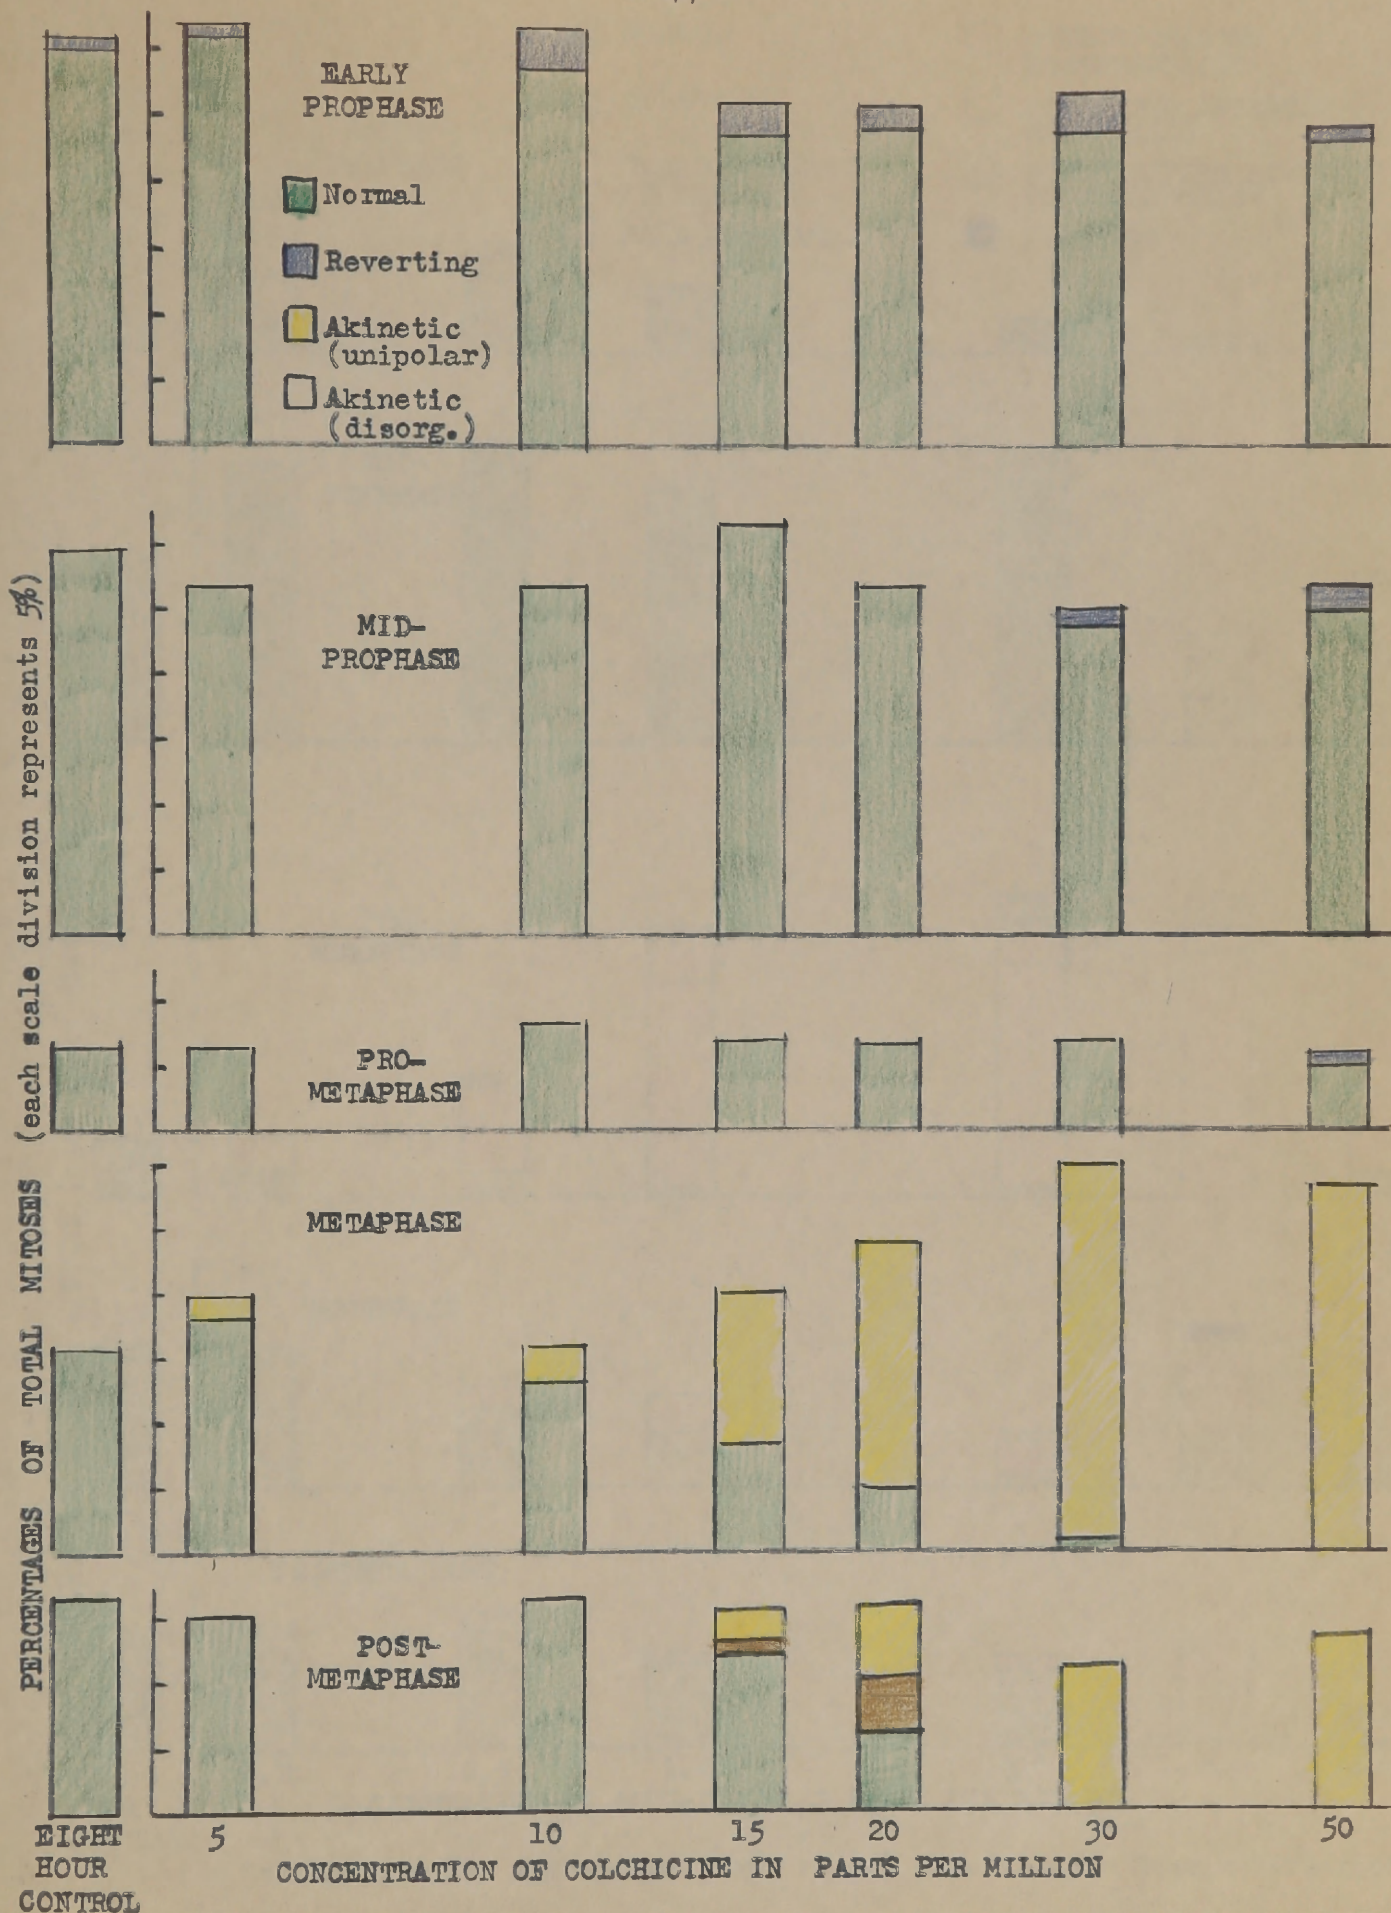 EARLY
PROPHASE
Normal
Reverting
Akinetic
(unipolar)
Akinetic
(disorg.)
MID-
PROPHASE
PRO-
METAPHASE
METAPHASE
POST-
METAPHASE
PERCENTAGES OF TOTAL MITOSES (each scale division represents 5%)
EIGHT
HOUR
CONTROL
5 10 15 20 30 50
CONCENTRATION OF COLCHICINE IN PARTS PER MILLION